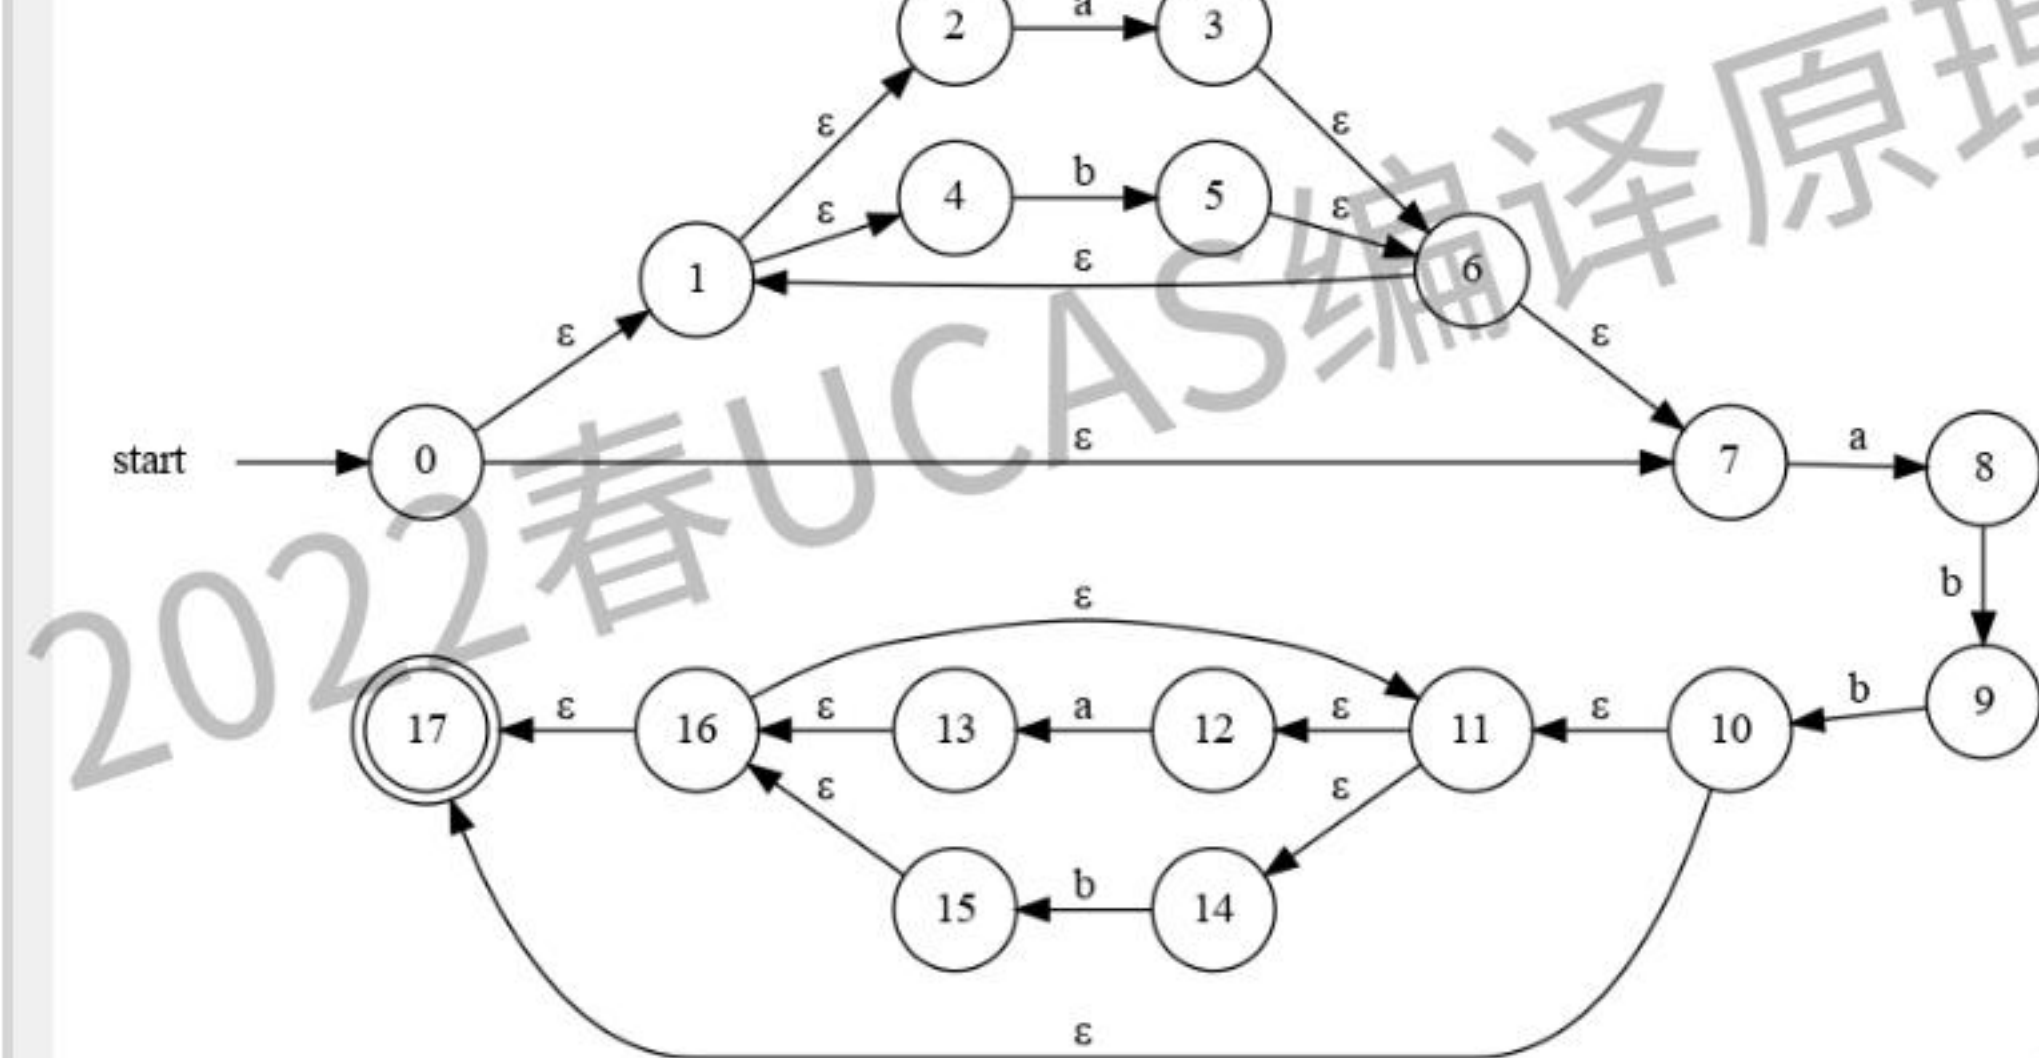 2 a 3
ε ε
4 b 5
ε ε
1 ε 6
ε ε
start 0 ε 7 a 8
b
ε
17 ε 16 ε 13 a 12 ε 11 ε 10 b 9
ε ε
15 b 14
ε
2022春UCAS编译原理